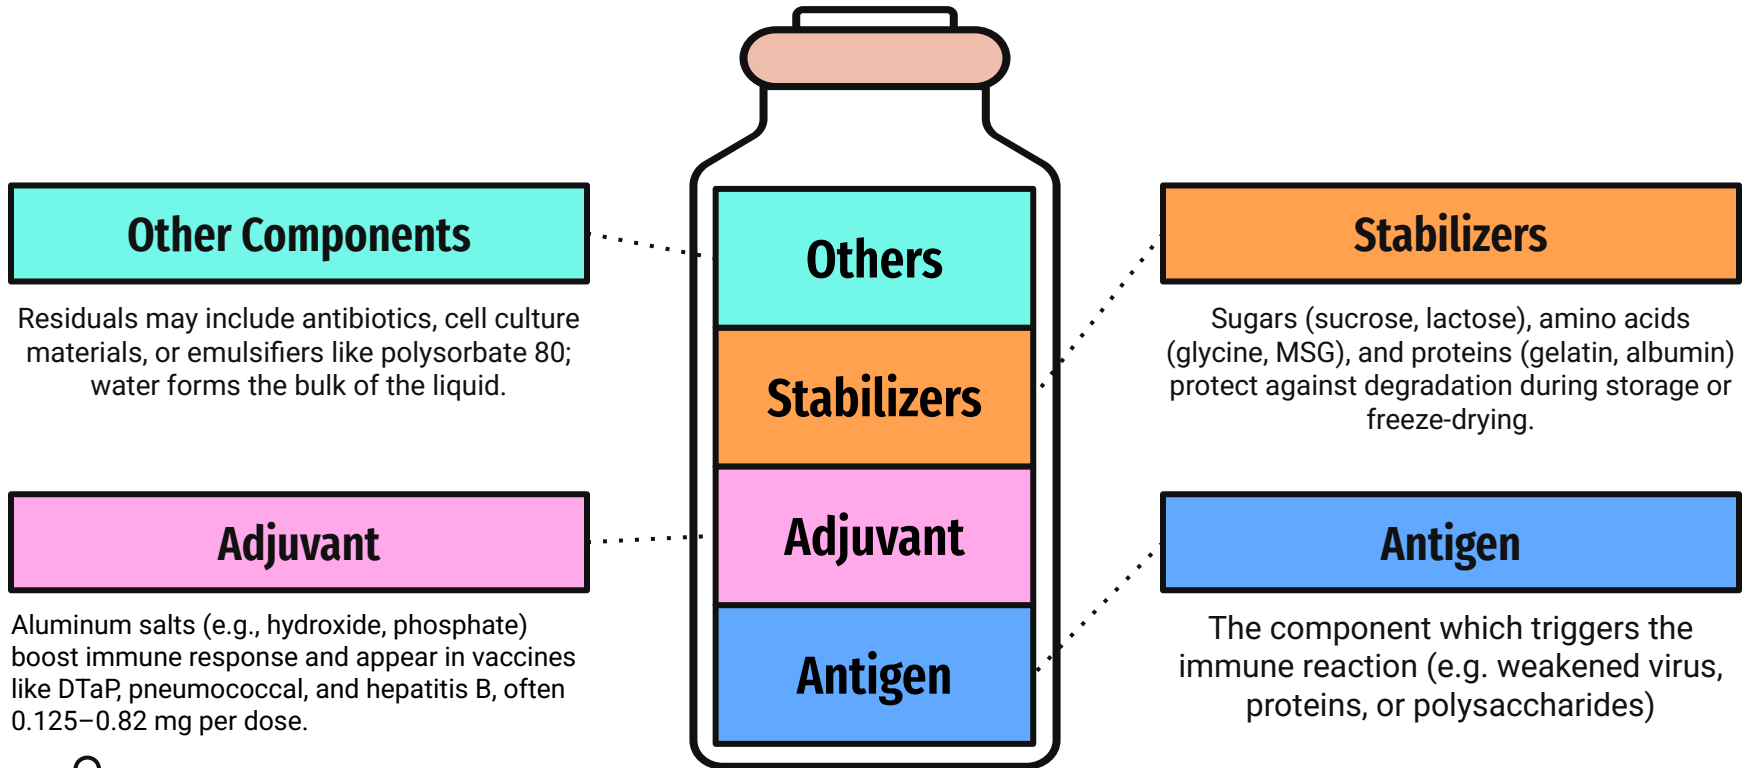 Other Components
Residuals may include antibiotics, cell culture
materials, or emulsifiers like polysorbate 80;
water forms the bulk of the liquid.
Adjuvant
Aluminum salts (e.g., hydroxide, phosphate)
boost immune response and appear in vaccines
like DTaP, pneumococcal, and hepatitis B, often
0.125–0.82 mg per dose.
Others
Stabilizers
Adjuvant
Antigen
Stabilizers
Sugars (sucrose, lactose), amino acids
(glycine, MSG), and proteins (gelatin, albumin)
protect against degradation during storage or
freeze-drying.
Antigen
The component which triggers the
immune reaction (e.g. weakened virus,
proteins, or polysaccharides)